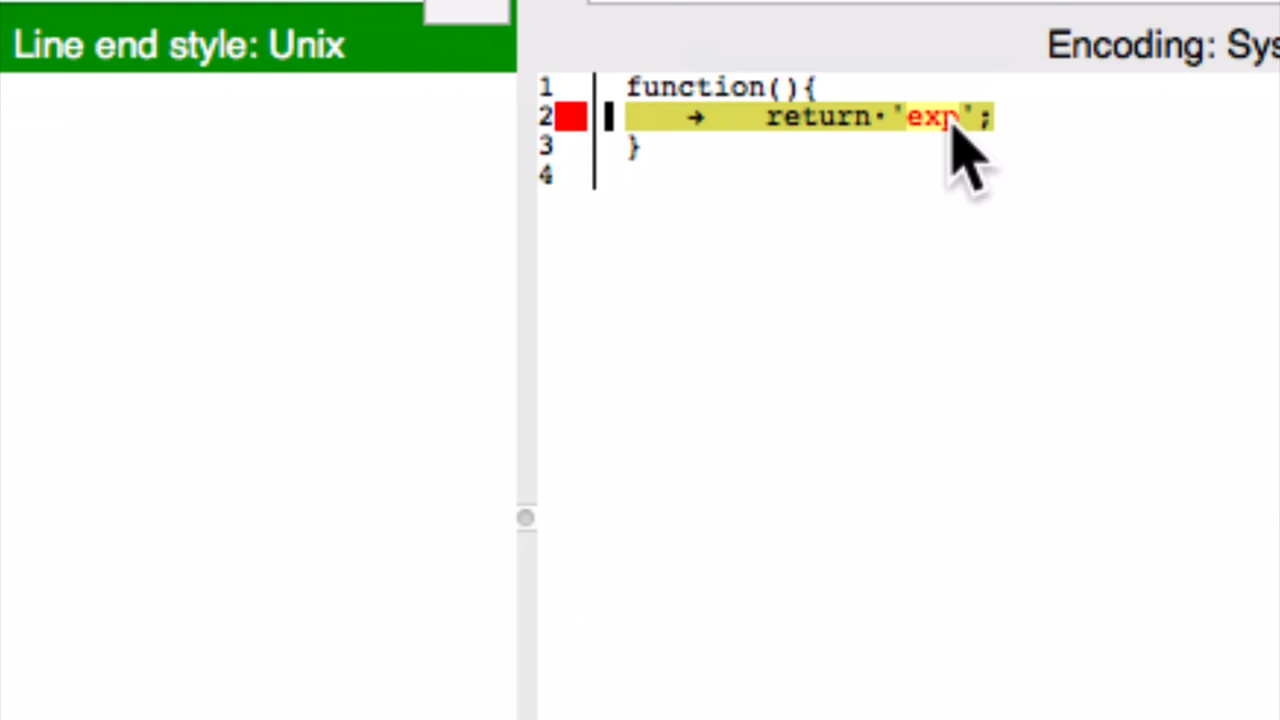 Line end style: Unix
Encoding: Sys
1 function(){
2 → return·'exp';
3 }
4